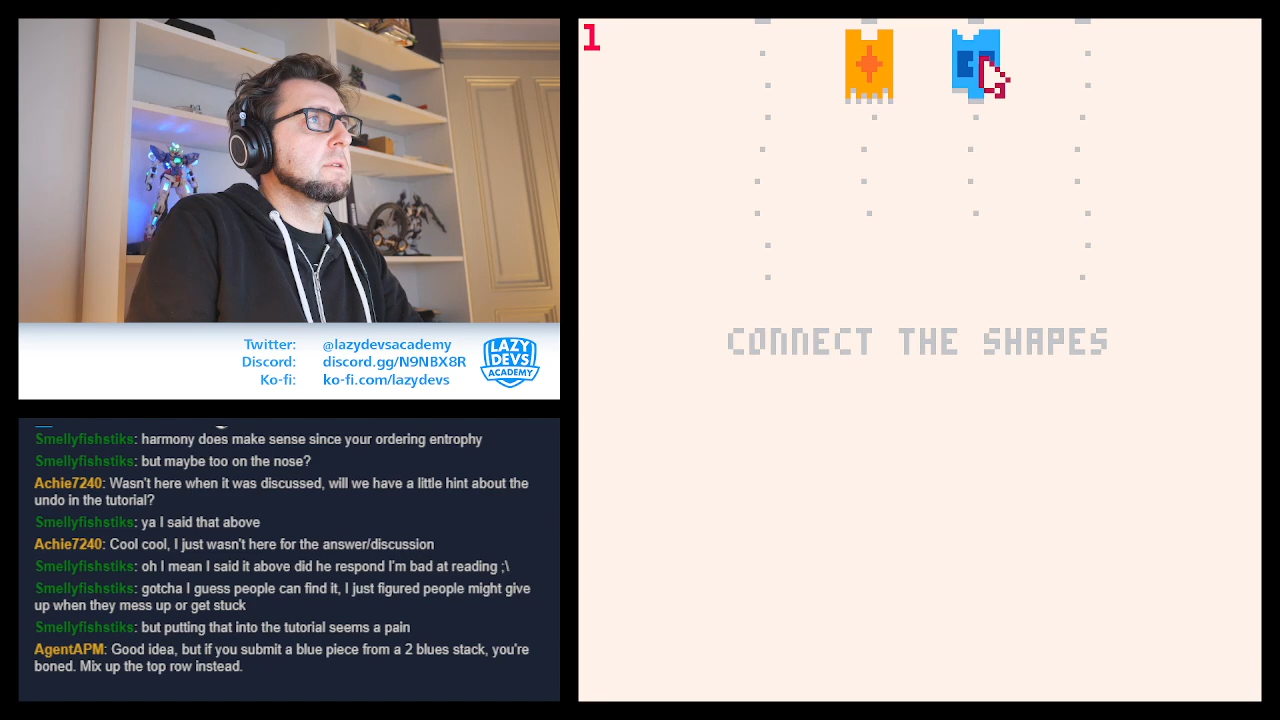 1
CONNECT THE SHAPES
Twitter: @lazydevsacademy
Discord: discord.gg/N9NBX8R
Ko-fi: ko-fi.com/lazydevs
LAZY
DEVS
ACADEMY
Smellyfishstiks: harmony does make sense since your ordering entrophy
Smellyfishstiks: but maybe too on the nose?
Achie7240: Wasn't here when it was discussed, will we have a little hint about the
undo in the tutorial?
Smellyfishstiks: ya I said that above
Achie7240: Cool cool, I just wasn't here for the answer/discussion
Smellyfishstiks: oh I mean I said it above did he respond I'm bad at reading ;\
Smellyfishstiks: gotcha I guess people can find it, I just figured people might give
up when they mess up or get stuck
Smellyfishstiks: but putting that into the tutorial seems a pain
AgentAPM: Good idea, but if you submit a blue piece from a 2 blues stack, you're
boned. Mix up the top row instead.